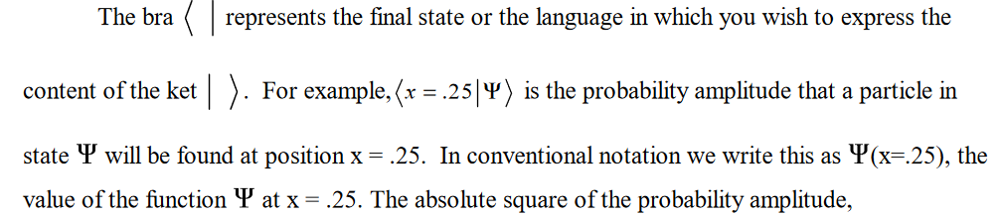 The bra ⟨ | represents the final state or the language in which you wish to express the
content of the ket | ⟩. For example, ⟨x = .25|Ψ⟩ is the probability amplitude that a particle in
state Ψ will be found at position x = .25. In conventional notation we write this as Ψ(x=.25), the
value of the function Ψ at x = .25. The absolute square of the probability amplitude,